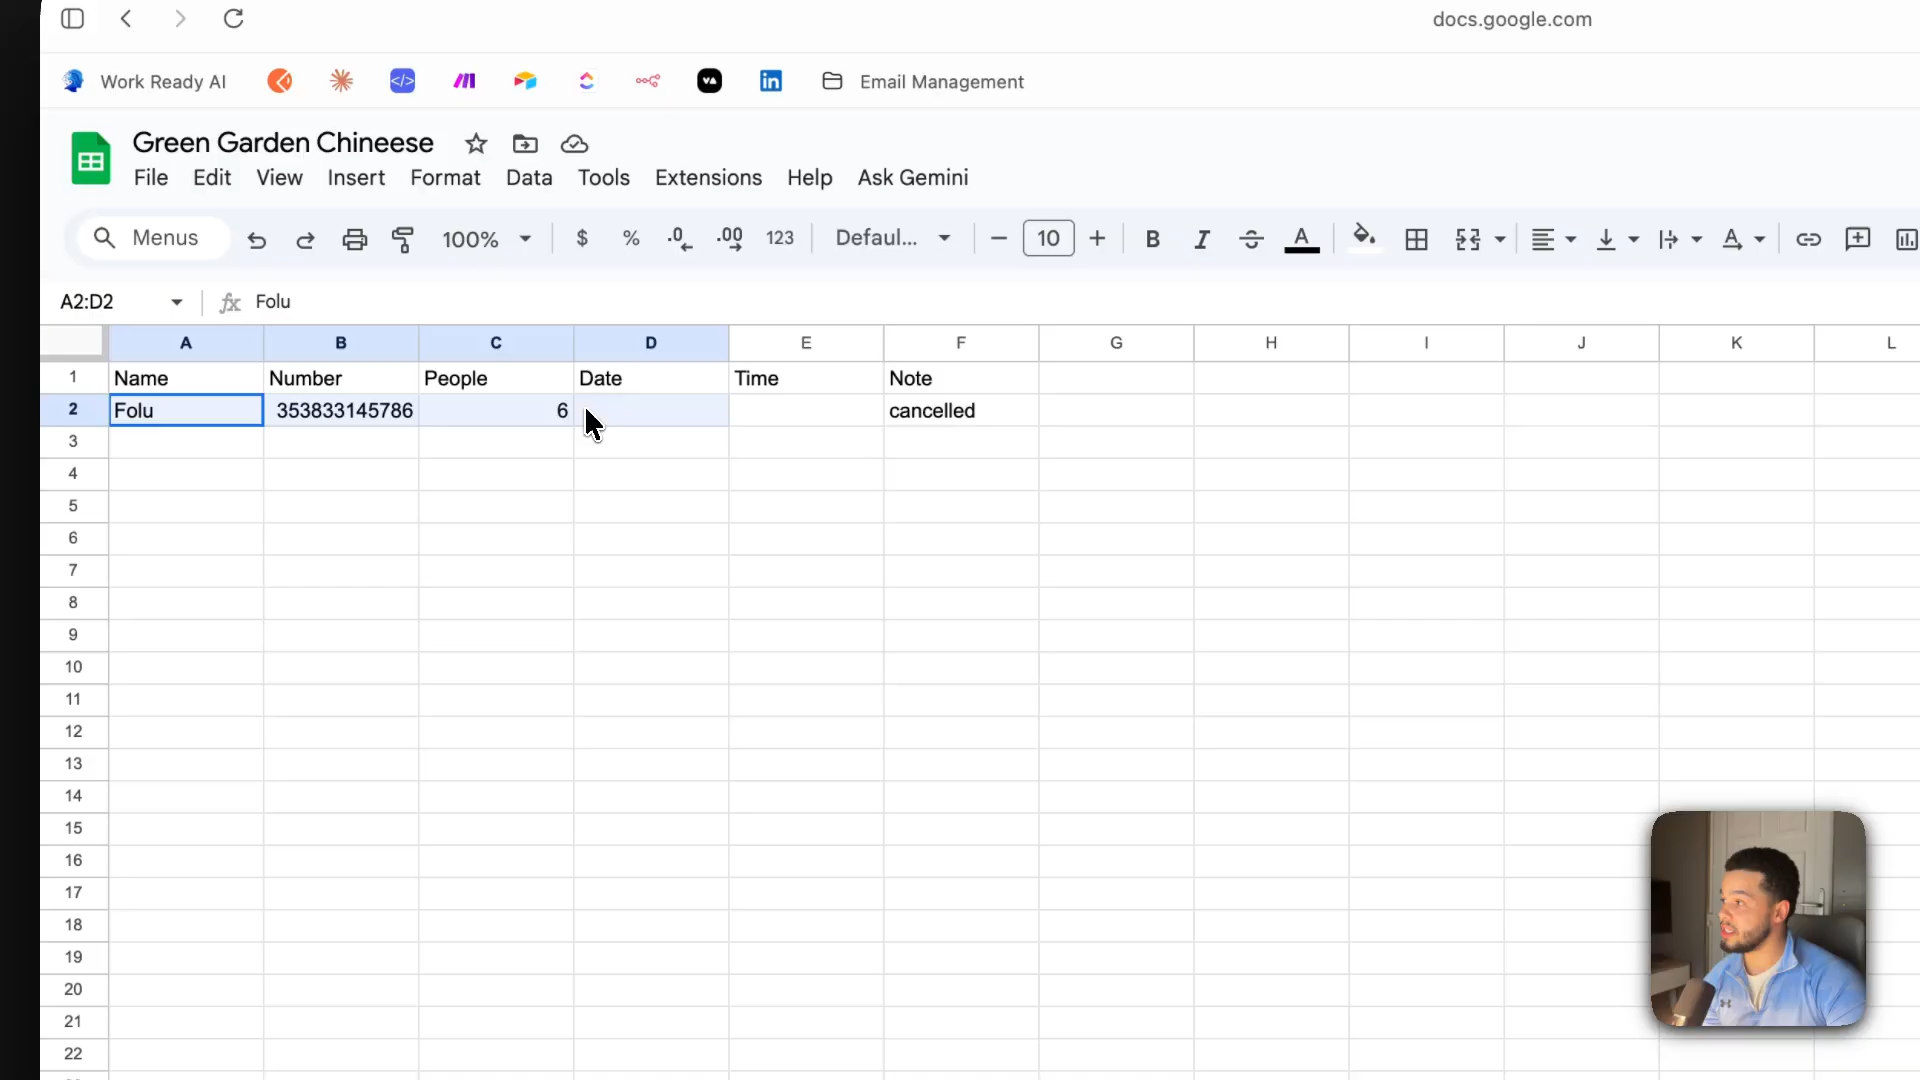 docs.google.com
Work Ready AI
Email Management
Green Garden Chineese
File Edit View Insert Format Data Tools Extensions Help Ask Gemini
Menus 100% $ % .0 .00 123 Defaul... 10 B I A
A2:D2 fx Folu
A B C D E F G H I J K L
1 Name Number People Date Time Note
2 Folu 353833145786 6 cancelled
3
4
5
6
7
8
9
10
11
12
13
14
15
16
17
18
19
20
21
22